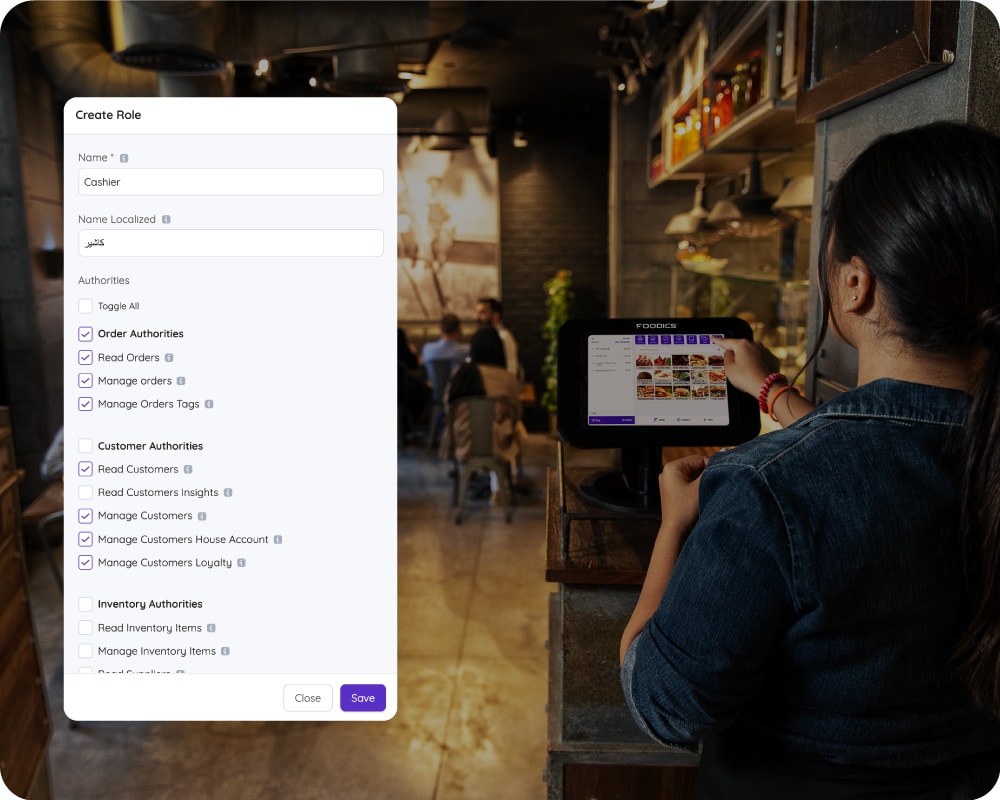 Create Role
Name *
Cashier
Name Localized
كاشير
Authorities
Toggle All
Order Authorities
Read Orders
Manage orders
Manage Orders Tags
Customer Authorities
Read Customers
Read Customers Insights
Manage Customers
Manage Customers House Account
Manage Customers Loyalty
Inventory Authorities
Read Inventory Items
Manage Inventory Items
Read Suppliers
Close
Save
FOODICS